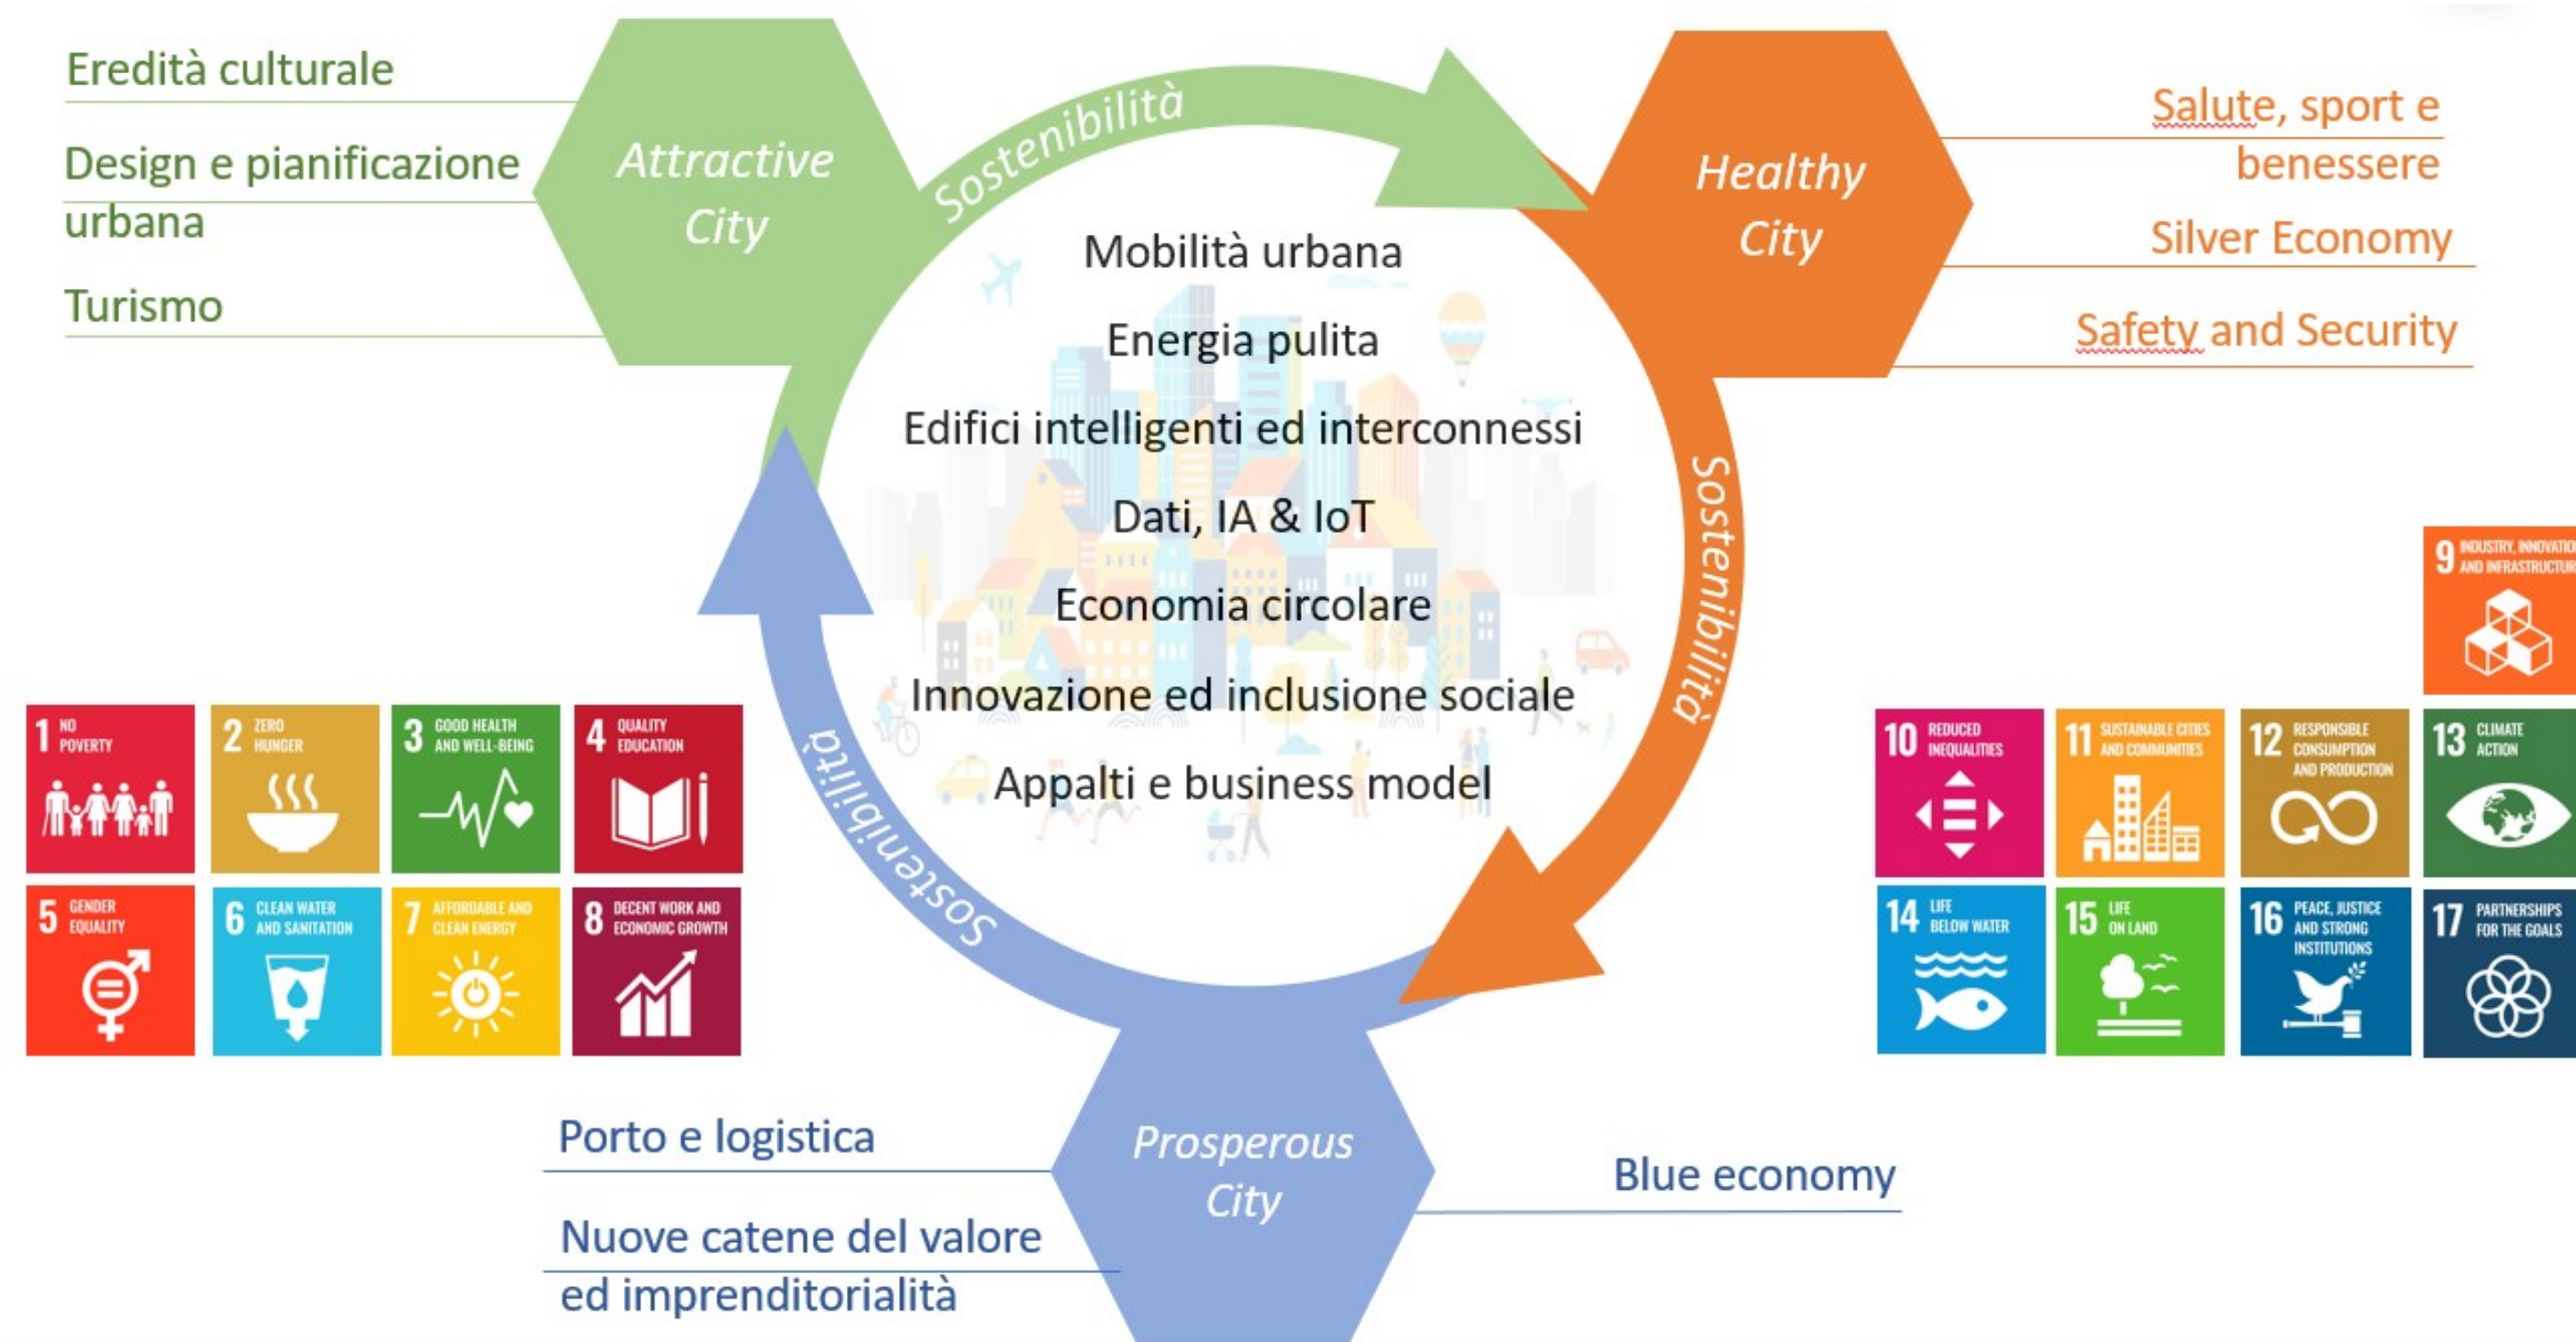 Eredità culturale
Design e pianificazione
urbana
Turismo
Attractive
City
Sostenibilità
Healthy
City
Salute, sport e
benessere
Silver Economy
Safety and Security
Mobilità urbana
Energia pulita
Edifici intelligenti ed interconnessi
Dati, IA & IoT
Economia circolare
Innovazione ed inclusione sociale
Appalti e business model
Sostenibilità
Sostenibilità
1 NO
POVERTY
2 ZERO
HUNGER
3 GOOD HEALTH
AND WELL-BEING
4 QUALITY
EDUCATION
5 GENDER
EQUALITY
6 CLEAN WATER
AND SANITATION
7 AFFORDABLE AND
CLEAN ENERGY
8 DECENT WORK AND
ECONOMIC GROWTH
9 INDUSTRY, INNOVATION
AND INFRASTRUCTUR
10 REDUCED
INEQUALITIES
11 SUSTAINABLE CITIES
AND COMMUNITIES
12 RESPONSIBLE
CONSUMPTION
AND PRODUCTION
13 CLIMATE
ACTION
14 LIFE
BELOW WATER
15 LIFE
ON LAND
16 PEACE, JUSTICE
AND STRONG
INSTITUTIONS
17 PARTNERSHIPS
FOR THE GOALS
Porto e logistica
Nuove catene del valore
ed imprenditorialità
Prosperous
City
Blue economy